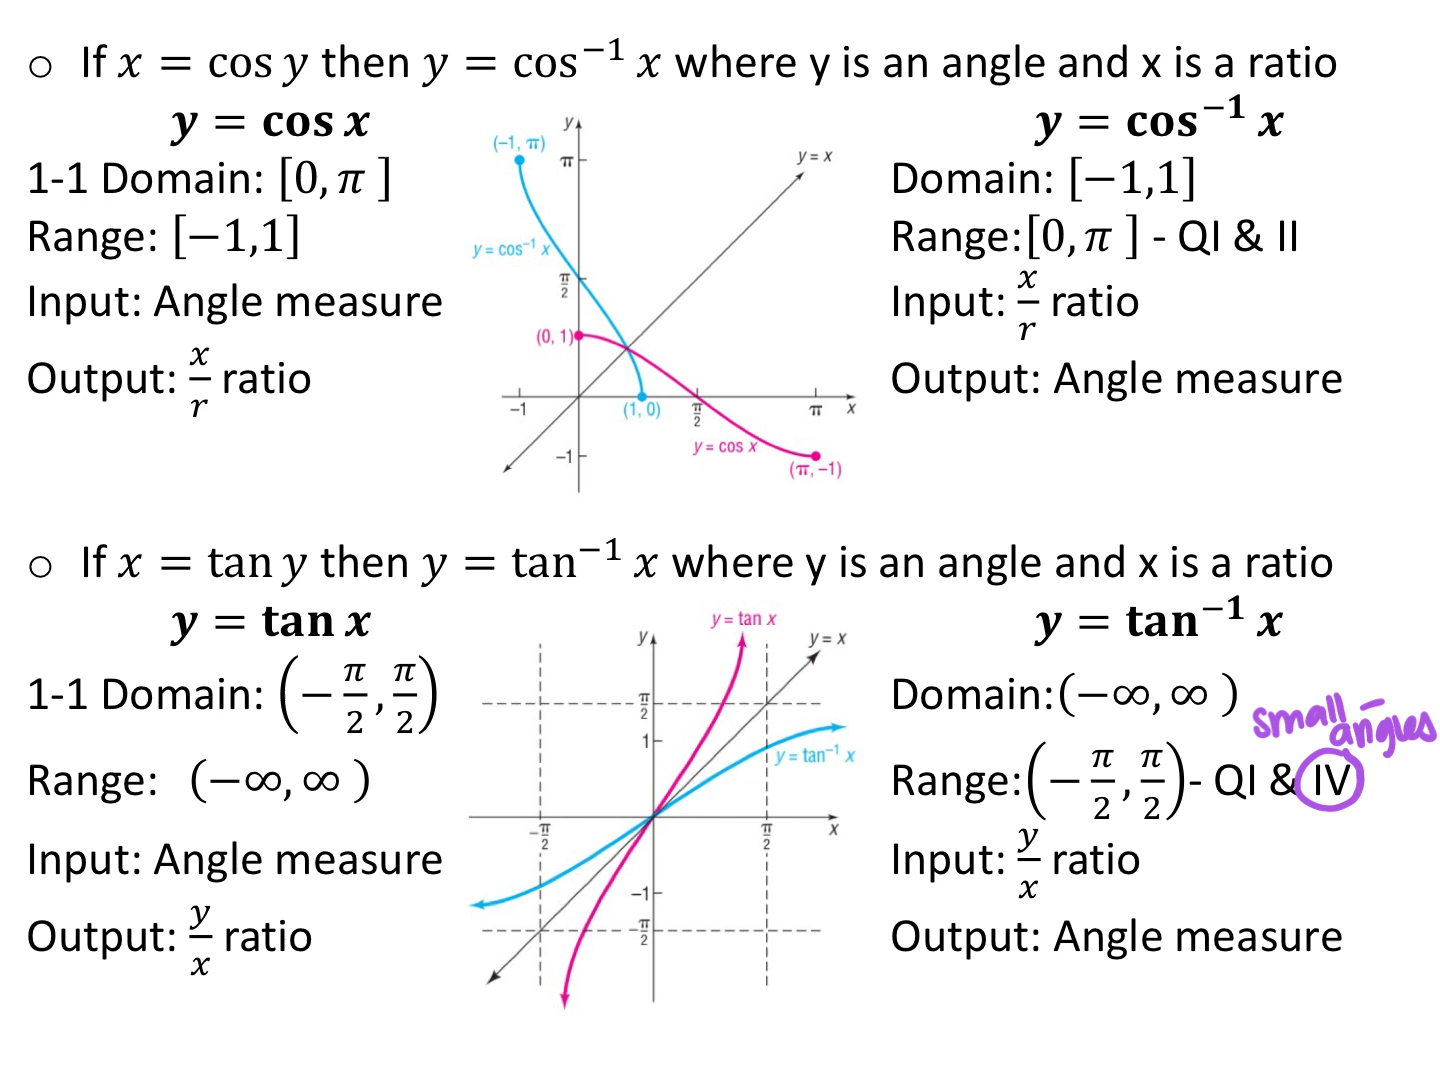 ○ If x = cos y then y = cos⁻¹ x where y is an angle and x is a ratio
y = cos x
1-1 Domain: [0, π ]
Range: [−1,1]
Input: Angle measure
Output: x/r ratio
y
(−1, π)
π
y = x
y = cos⁻¹ x
π/2
(0, 1)
−1
(1, 0)
π/2
π
x
y = cos x
−1
(π, −1)
y = cos⁻¹ x
Domain: [−1,1]
Range:[0, π ] - QI & II
Input: x/r ratio
Output: Angle measure
○ If x = tan y then y = tan⁻¹ x where y is an angle and x is a ratio
y = tan x
1-1 Domain: (−π/2, π/2)
Range: (−∞, ∞ )
Input: Angle measure
Output: y/x ratio
y = tan x
y
y = x
π/2
1
y = tan⁻¹ x
−π/2
π/2
x
−1
−π/2
y = tan⁻¹ x
Domain:(−∞, ∞ )
small −
angles
Range:(−π/2, π/2)- QI & IV
Input: y/x ratio
Output: Angle measure